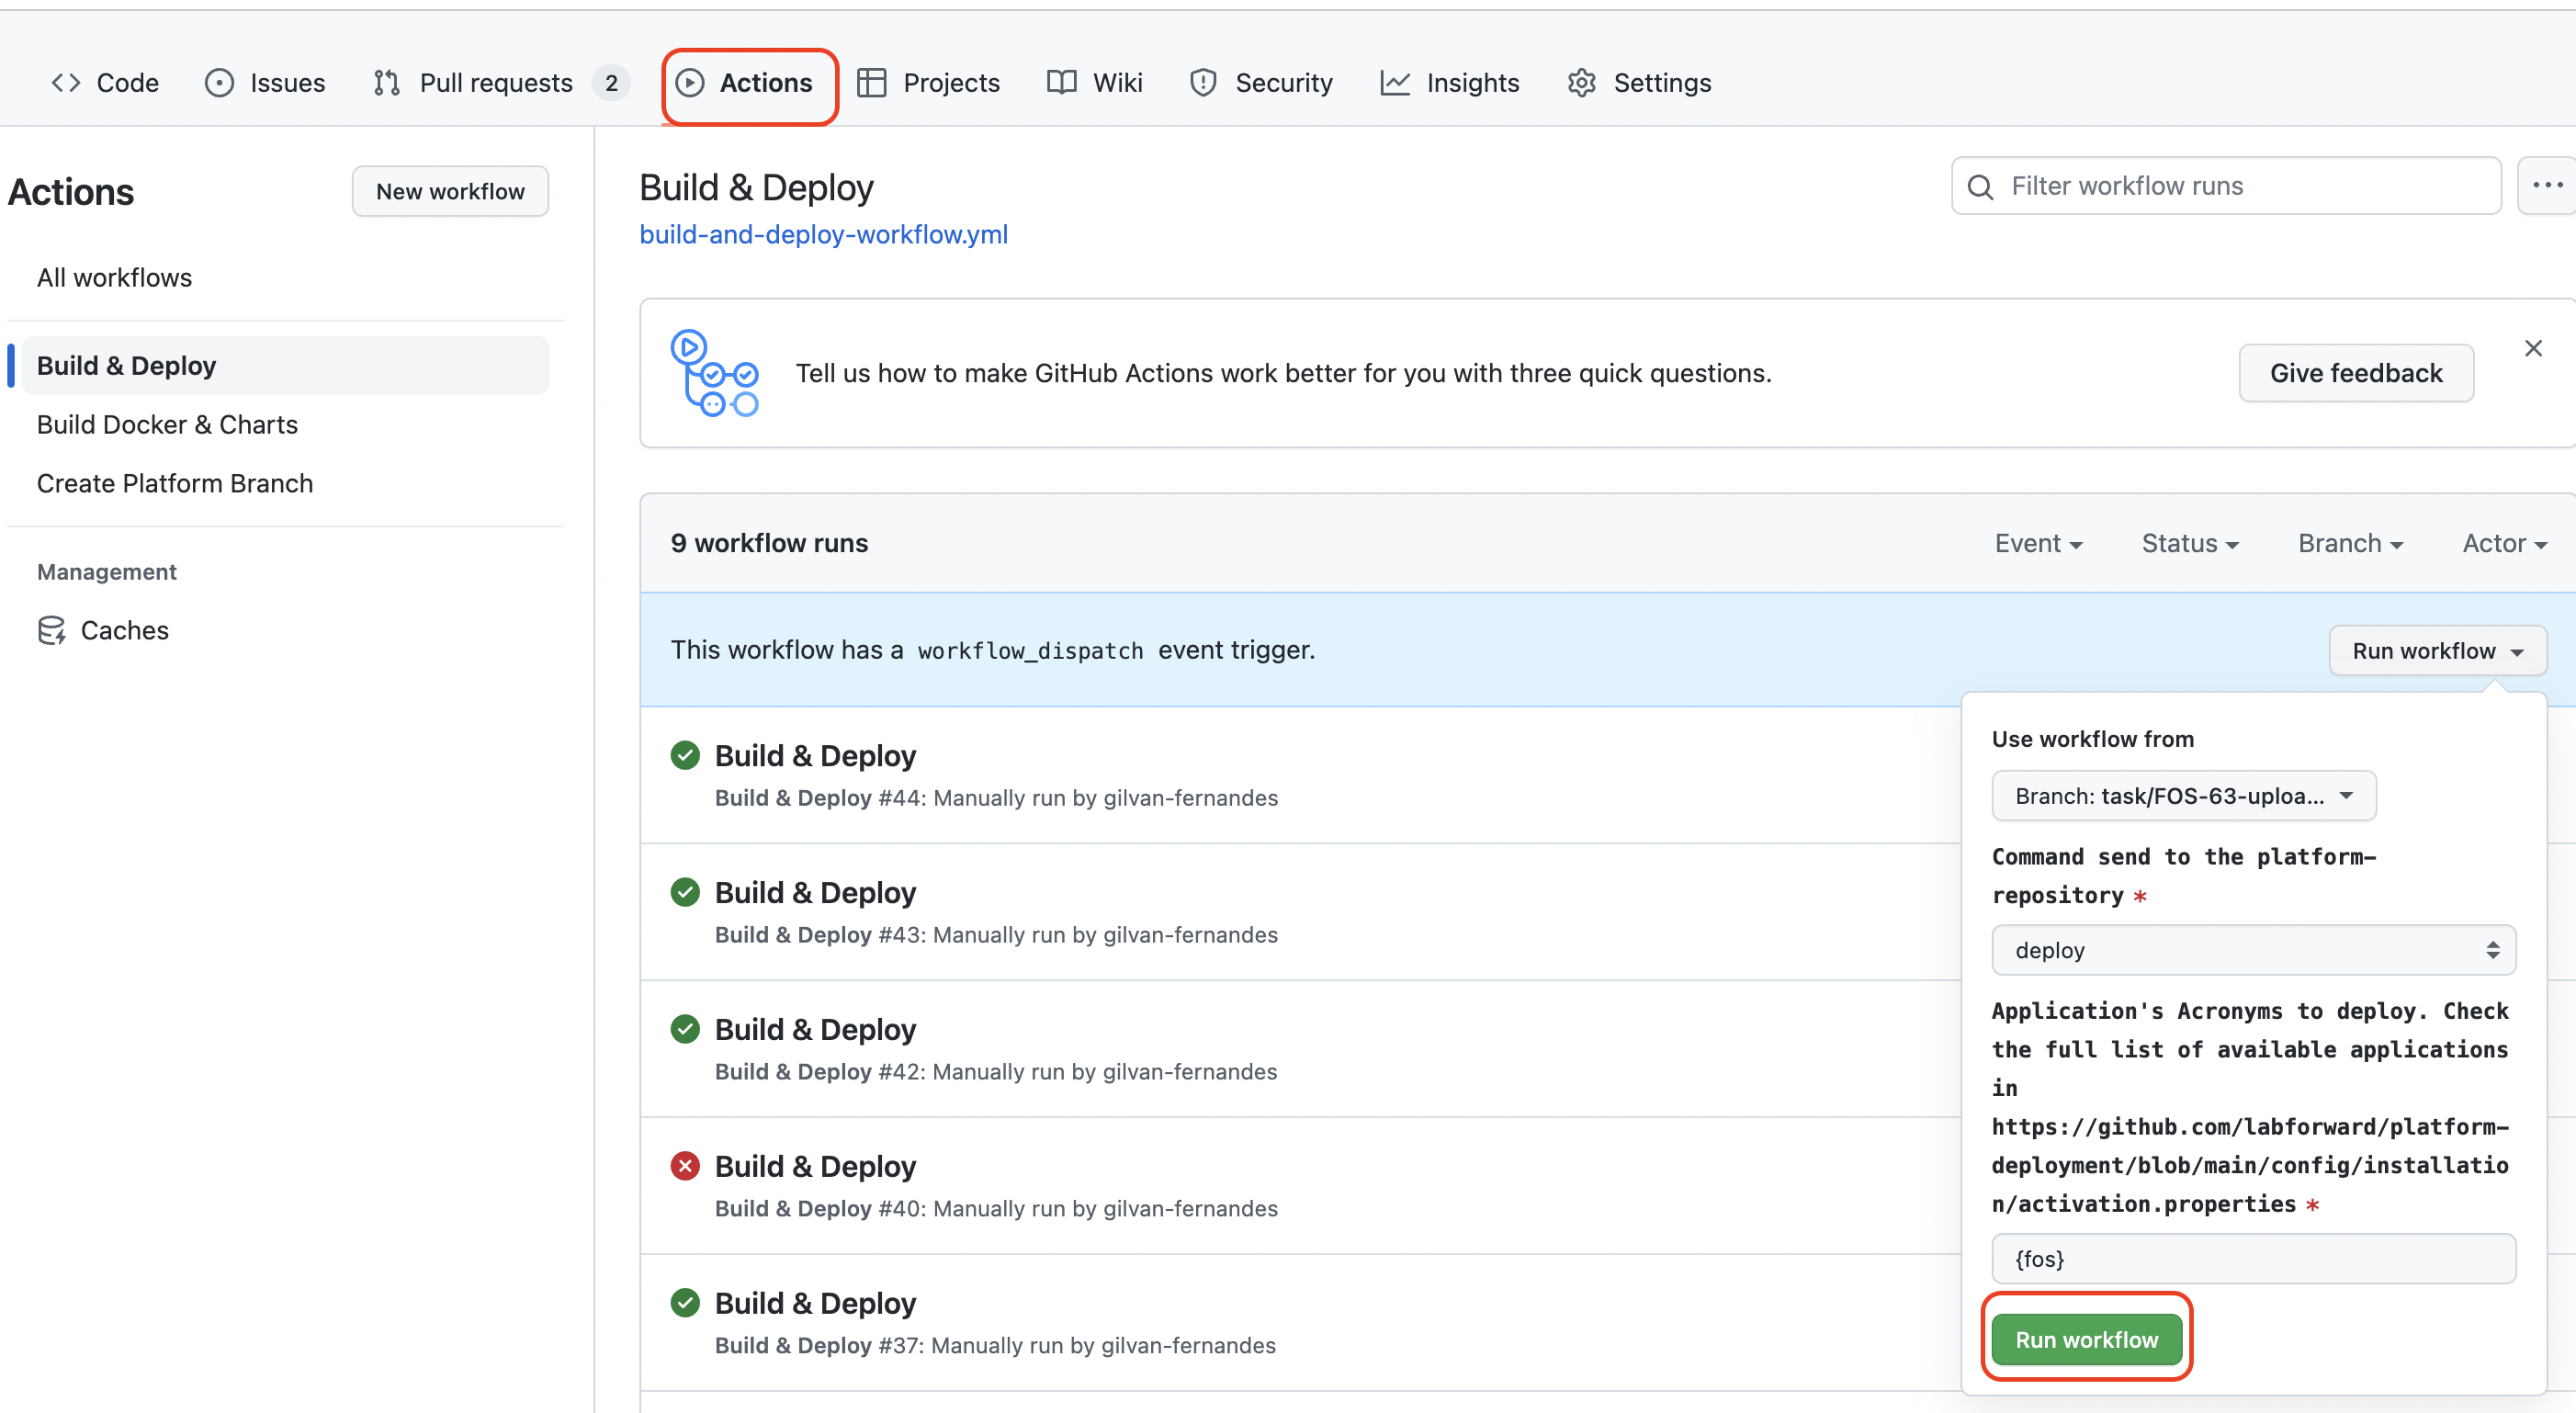 Code Issues Pull requests 2 Actions Projects Wiki Security Insights Settings
Actions
New workflow
All workflows
Build & Deploy
Build Docker & Charts
Create Platform Branch
Management
Caches
Build & Deploy
build-and-deploy-workflow.yml
Filter workflow runs
Tell us how to make GitHub Actions work better for you with three quick questions.
Give feedback
9 workflow runs
Event Status Branch Actor
This workflow has a workflow_dispatch event trigger.
Run workflow
Build & Deploy
Build & Deploy #44: Manually run by gilvan-fernandes
Build & Deploy
Build & Deploy #43: Manually run by gilvan-fernandes
Build & Deploy
Build & Deploy #42: Manually run by gilvan-fernandes
Build & Deploy
Build & Deploy #40: Manually run by gilvan-fernandes
Build & Deploy
Build & Deploy #37: Manually run by gilvan-fernandes
Use workflow from
Branch: task/FOS-63-uploa...
Command send to the platform-
repository *
deploy
Application's Acronyms to deploy. Check
the full list of available applications
in
https://github.com/labforward/platform-
deployment/blob/main/config/installatio
n/activation.properties *
{fos}
Run workflow